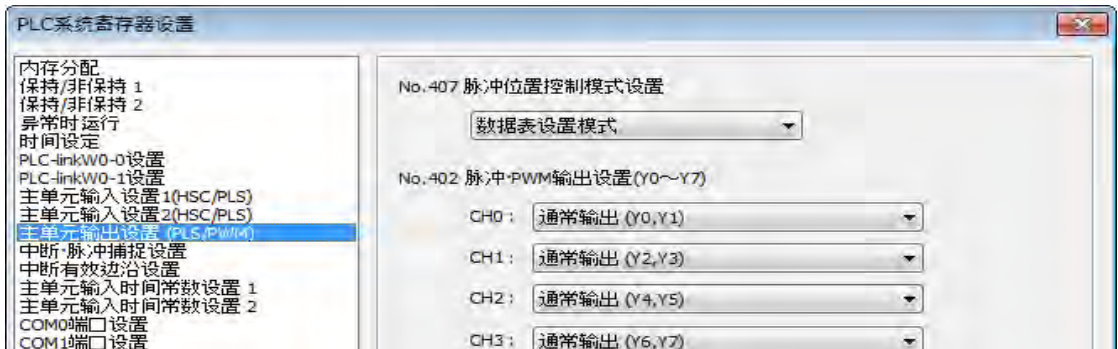 PLC系统寄存器设置
内存分配
保持/非保持 1
保持/非保持 2
异常时运行
时间设定
PLC-linkW0-0设置
PLC-linkW0-1设置
主单元输入设置1(HSC/PLS)
主单元输入设置2(HSC/PLS)
主单元输出设置 (PLS/PWM)
中断·脉冲捕捉设置
中断有效边沿设置
主单元输入时间常数设置 1
主单元输入时间常数设置 2
COM0端口设置
COM1端口设置
No.407 脉冲位置控制模式设置
数据表设置模式
No.402 脉冲·PWM输出设置(Y0～Y7)
CH0： 通常输出 (Y0,Y1)
CH1： 通常输出 (Y2,Y3)
CH2： 通常输出 (Y4,Y5)
CH3： 通常输出 (Y6,Y7)